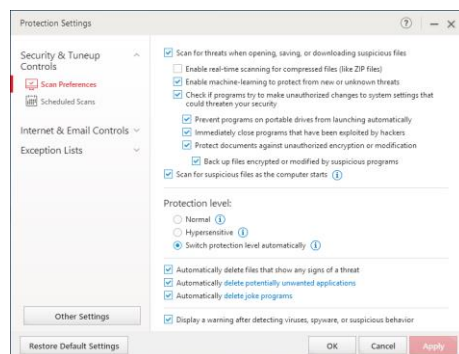 Protection Settings
Security & Tuneup
Controls
Scan Preferences
Scheduled Scans
Internet & Email Controls
Exception Lists
Other Settings
Scan for threats when opening, saving, or downloading suspicious files
Enable real-time scanning for compressed files (like ZIP files)
Enable machine-learning to protect from new or unknown threats
Check if programs try to make unauthorized changes to system settings that
could threaten your security
Prevent programs on portable drives from launching automatically
Immediately close programs that have been exploited by hackers
Protect documents against unauthorized encryption or modification
Back up files encrypted or modified by suspicious programs
Scan for suspicious files as the computer starts
Protection level:
Normal
Hypersensitive
Switch protection level automatically
Automatically delete files that show any signs of a threat
Automatically delete potentially unwanted applications
Automatically delete joke programs
Display a warning after detecting viruses, spyware, or suspicious behavior
Restore Default Settings
OK
Cancel
Apply